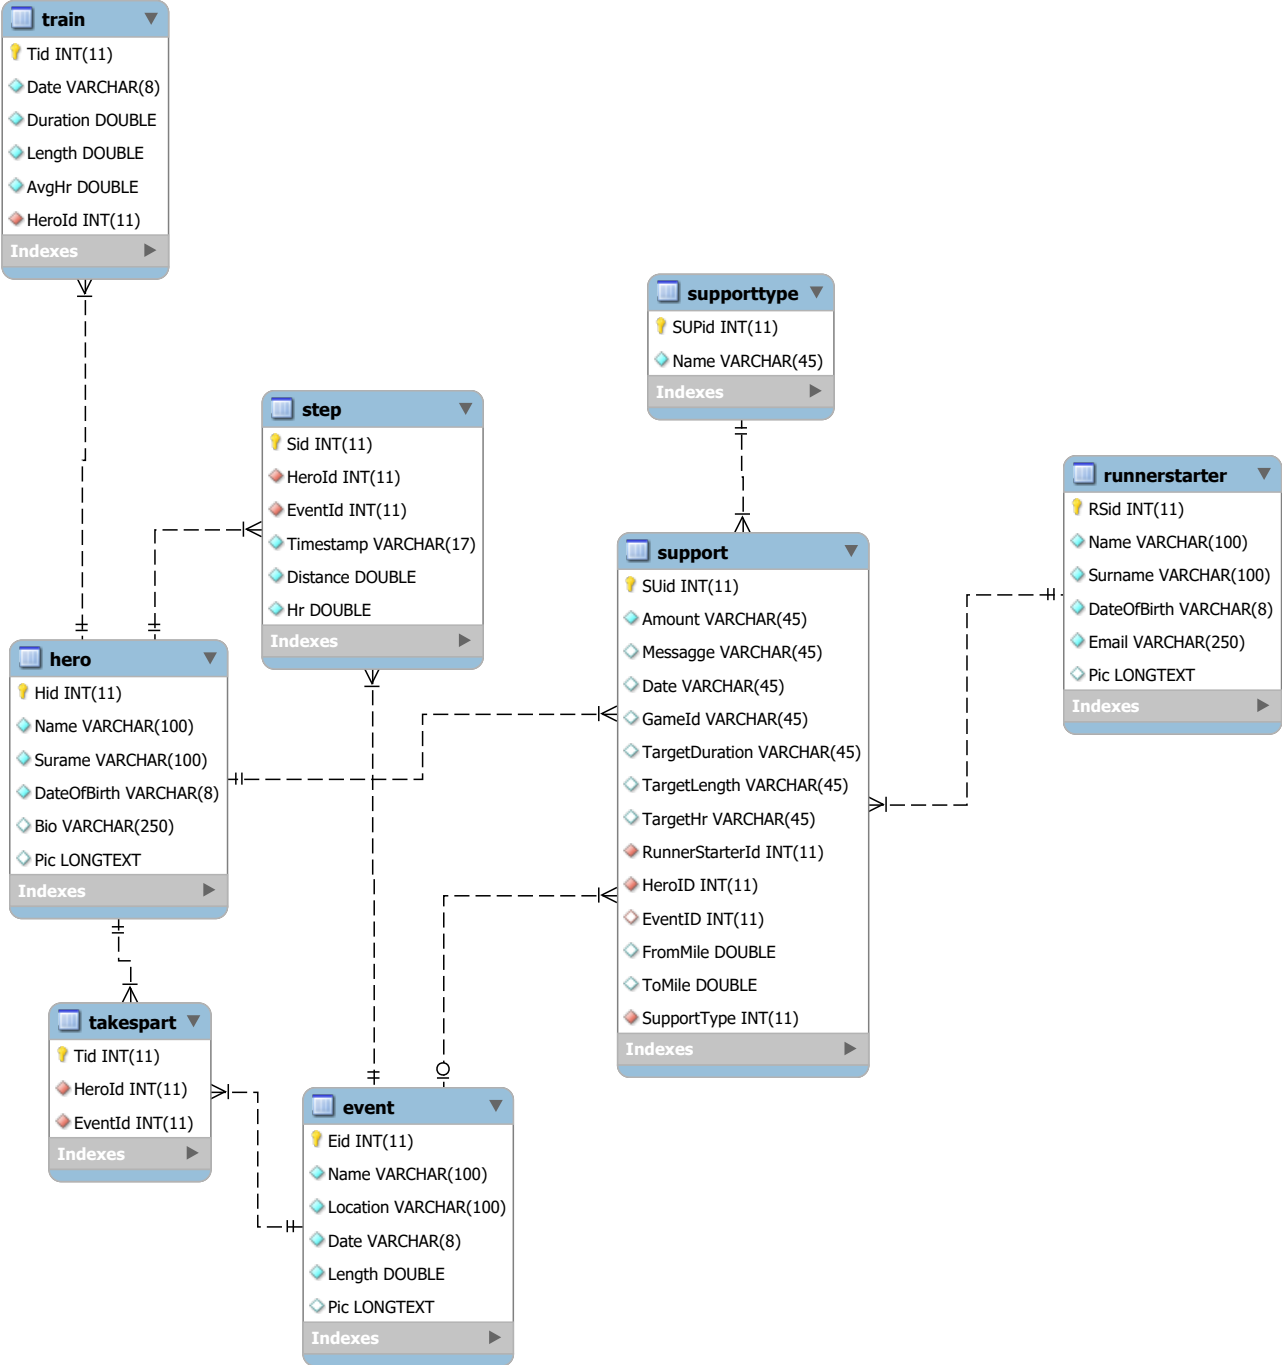 train
Tid INT(11)
Date VARCHAR(8)
Duration DOUBLE
Length DOUBLE
AvgHr DOUBLE
HeroId INT(11)
Indexes
supporttype
SUPid INT(11)
Name VARCHAR(45)
Indexes
step
Sid INT(11)
HeroId INT(11)
EventId INT(11)
Timestamp VARCHAR(17)
Distance DOUBLE
Hr DOUBLE
Indexes
runnerstarter
RSid INT(11)
Name VARCHAR(100)
Surname VARCHAR(100)
DateOfBirth VARCHAR(8)
Email VARCHAR(250)
Pic LONGTEXT
Indexes
support
SUid INT(11)
Amount VARCHAR(45)
Messagge VARCHAR(45)
Date VARCHAR(45)
GameId VARCHAR(45)
TargetDuration VARCHAR(45)
TargetLength VARCHAR(45)
TargetHr VARCHAR(45)
RunnerStarterId INT(11)
HeroID INT(11)
EventID INT(11)
FromMile DOUBLE
ToMile DOUBLE
SupportType INT(11)
Indexes
hero
Hid INT(11)
Name VARCHAR(100)
Surame VARCHAR(100)
DateOfBirth VARCHAR(8)
Bio VARCHAR(250)
Pic LONGTEXT
Indexes
takespart
Tid INT(11)
HeroId INT(11)
EventId INT(11)
Indexes
event
Eid INT(11)
Name VARCHAR(100)
Location VARCHAR(100)
Date VARCHAR(8)
Length DOUBLE
Pic LONGTEXT
Indexes